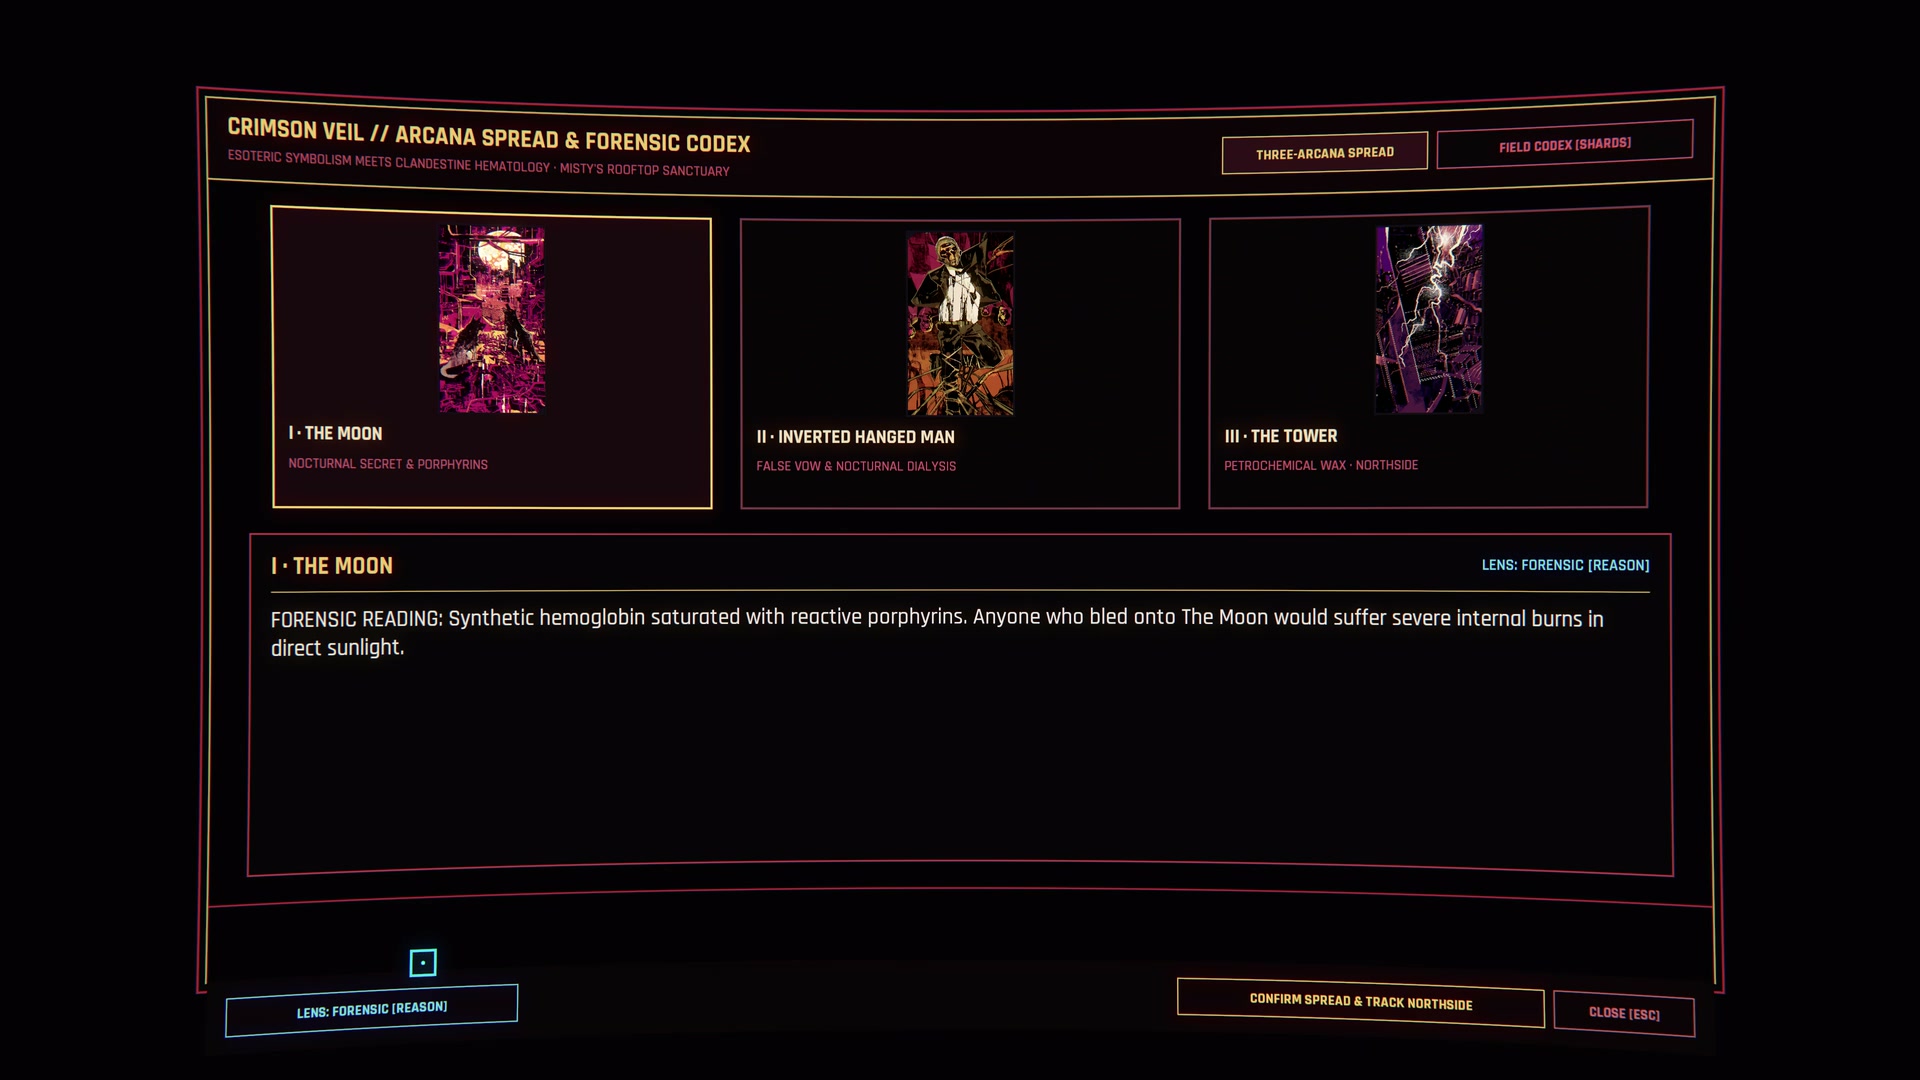 CRIMSON VEIL // ARCANA SPREAD & FORENSIC CODEX
ESOTERIC SYMBOLISM MEETS CLANDESTINE HEMATOLOGY · MISTY'S ROOFTOP SANCTUARY
THREE-ARCANA SPREAD
FIELD CODEX [SHARDS]
I · THE MOON
NOCTURNAL SECRET & PORPHYRINS
II · INVERTED HANGED MAN
FALSE VOW & NOCTURNAL DIALYSIS
III · THE TOWER
PETROCHEMICAL WAX · NORTHSIDE
I · THE MOON
LENS: FORENSIC [REASON]
FORENSIC READING: Synthetic hemoglobin saturated with reactive porphyrins. Anyone who bled onto The Moon would suffer severe internal burns in
direct sunlight.
LENS: FORENSIC [REASON]
CONFIRM SPREAD & TRACK NORTHSIDE
CLOSE [ESC]